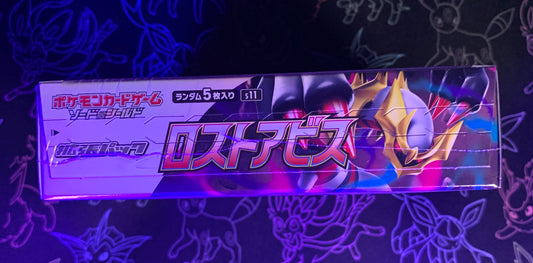 ポケモンカードゲーム
ソード&シールド
ランダム5枚入り s11
拡張パック
ロストアビス